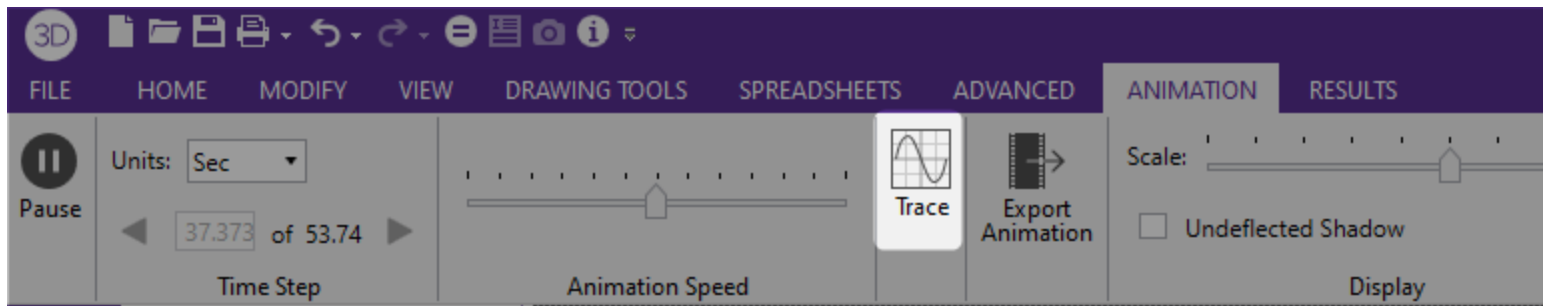 3D
FILE HOME MODIFY VIEW DRAWING TOOLS SPREADSHEETS ADVANCED ANIMATION RESULTS
Pause
Units: Sec
37.373 of 53.74
Time Step
Animation Speed
Trace
Export
Animation
Scale:
Undeflected Shadow
Display